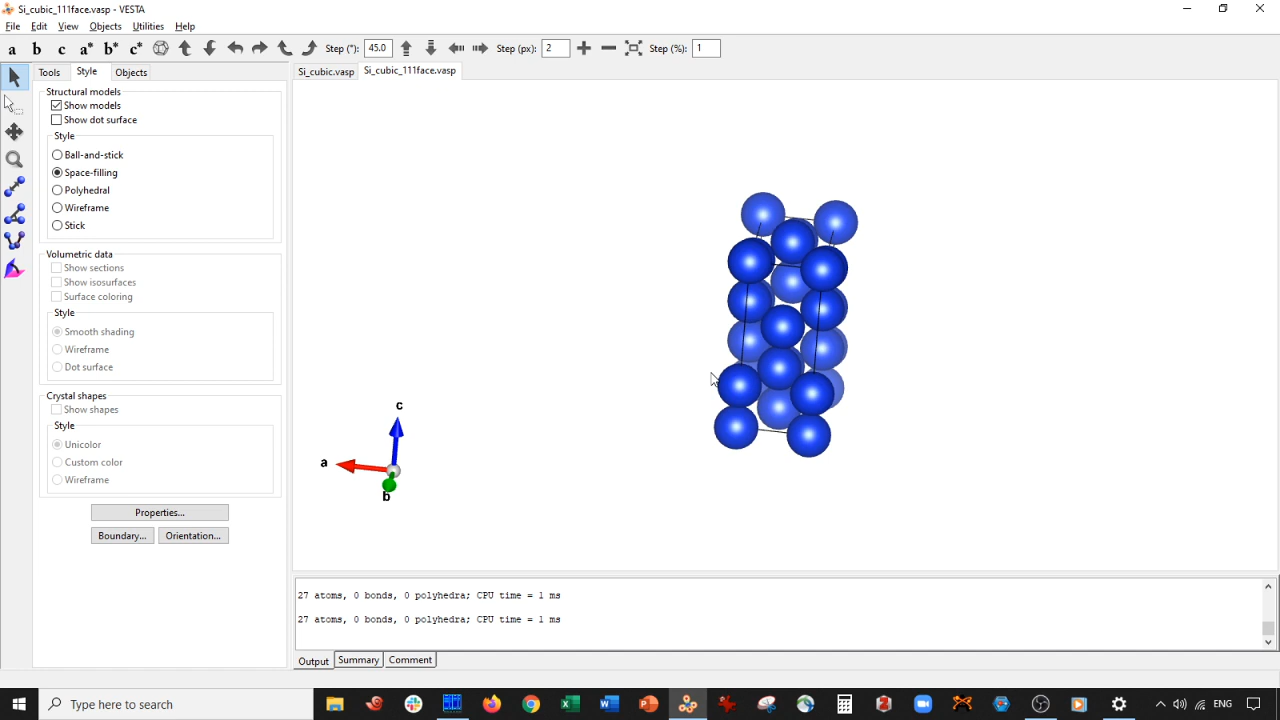 Si_cubic_111face.vasp - VESTA
File Edit View Objects Utilities Help
a b c a* b* c* Step (°): 45.0 Step (px): 2 Step (%): 1
Tools Style Objects
Si_cubic.vasp Si_cubic_111face.vasp
Structural models
Show models
Show dot surface
Style
Ball-and-stick
Space-filling
Polyhedral
Wireframe
Stick
Volumetric data
Show sections
Show isosurfaces
Surface coloring
Style
Smooth shading
Wireframe
Dot surface
Crystal shapes
Show shapes
Style
Unicolor
Custom color
Wireframe
Properties...
Boundary... Orientation...
c
a
b
27 atoms, 0 bonds, 0 polyhedra; CPU time = 1 ms
27 atoms, 0 bonds, 0 polyhedra; CPU time = 1 ms
Output Summary Comment
Type here to search
ENG